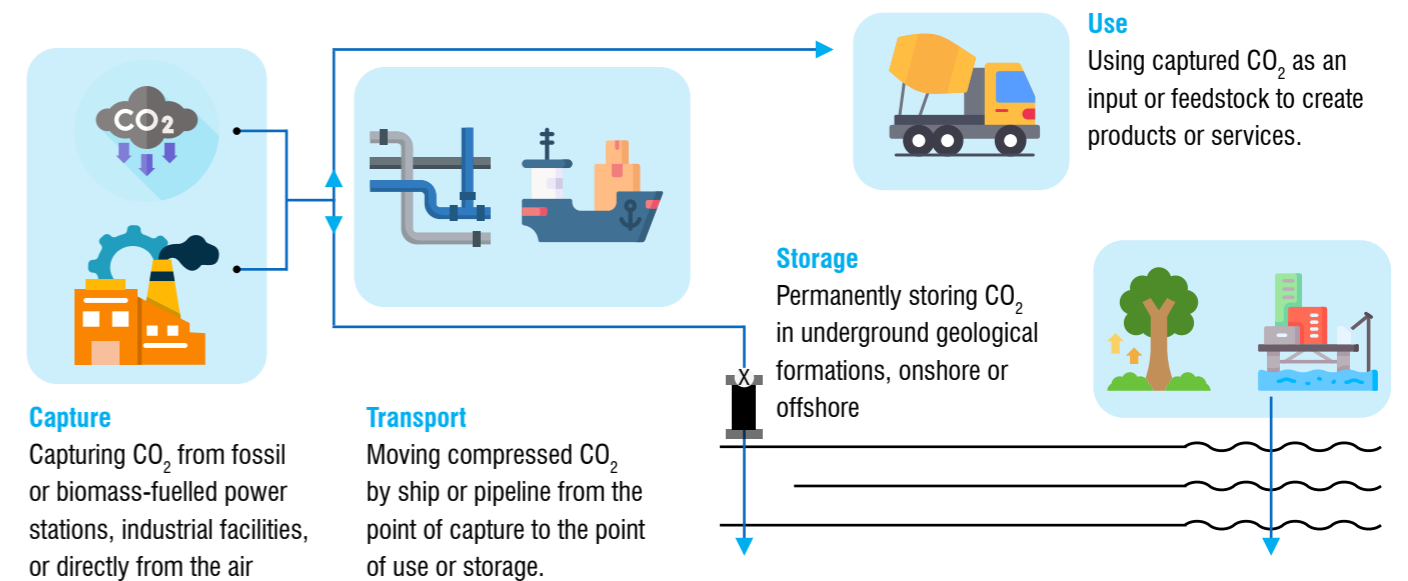 CO₂
Capture
Capturing CO₂ from fossil
or biomass-fuelled power
stations, industrial facilities,
or directly from the air
Transport
Moving compressed CO₂
by ship or pipeline from the
point of capture to the point
of use or storage.
Use
Using captured CO₂ as an
input or feedstock to create
products or services.
Storage
Permanently storing CO₂
in underground geological
formations, onshore or
offshore
X